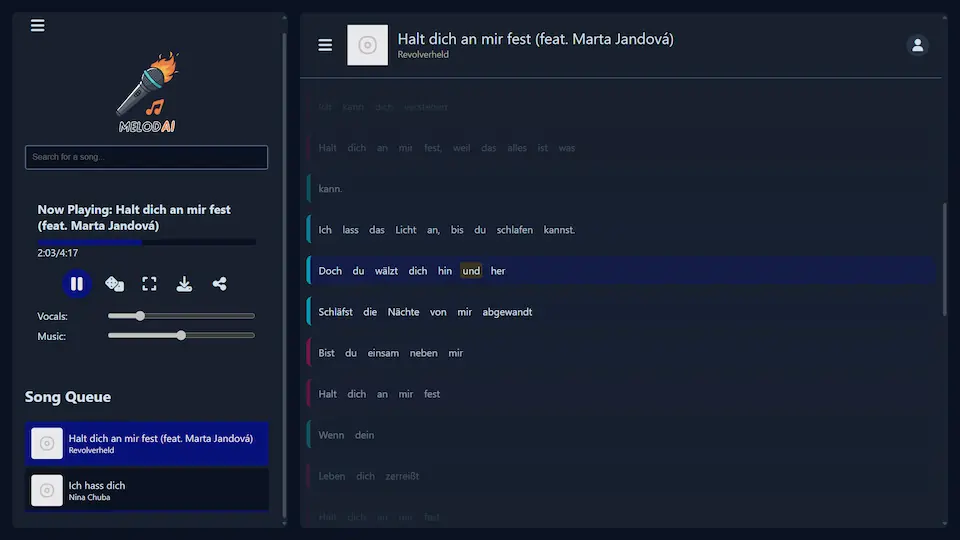 MELODAI
Search for a song...
Now Playing: Halt dich an mir fest
(feat. Marta Jandová)
2:03/4:17
Vocals:
Music:
Song Queue
Halt dich an mir fest (feat. Marta Jandová)
Revolverheld
Ich hass dich
Nina Chuba
Halt dich an mir fest (feat. Marta Jandová)
Revolverheld
kann dich verstehen
Halt dich an mir fest, weil das alles ist was
kann.
Ich lass das Licht an, bis du schlafen kannst.
Doch du wälzt dich hin und her
Schläfst die Nächte von mir abgewandt
Bist du einsam neben mir
Halt dich an mir fest
Wenn dein
Leben dich zerreißt
Halt dich an mir fest